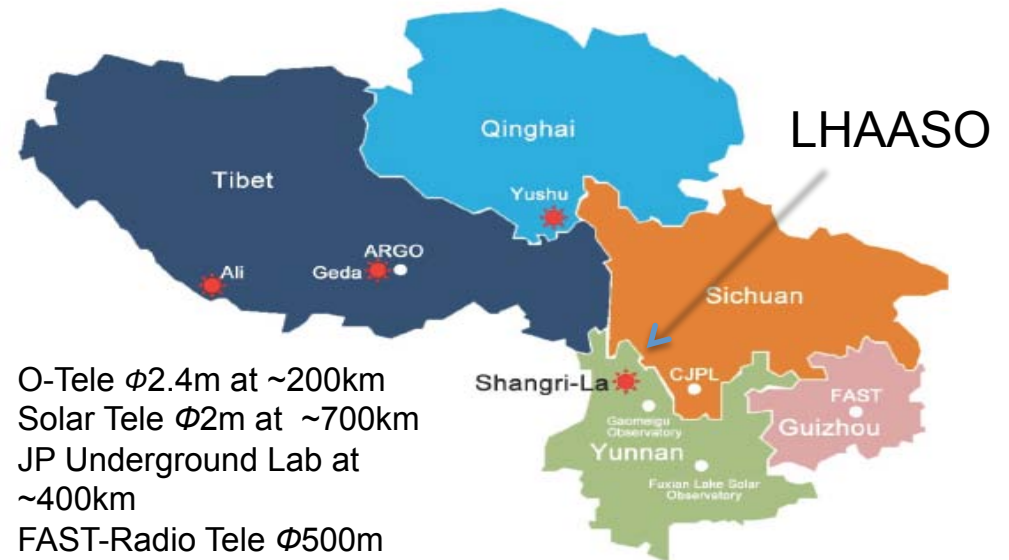 LHAASO
Qinghai
Tibet
Yushu
ARGO
Geda
Ali
Sichuan
Shangri-La
CJPL
FAST
Guizhou
Gaomeigu
Observatory
Yunnan
Fuxian Lake Solar
Observatory
O-Tele Φ2.4m at ~200km
Solar Tele Φ2m at ~700km
JP Underground Lab at
~400km
FAST-Radio Tele Φ500m